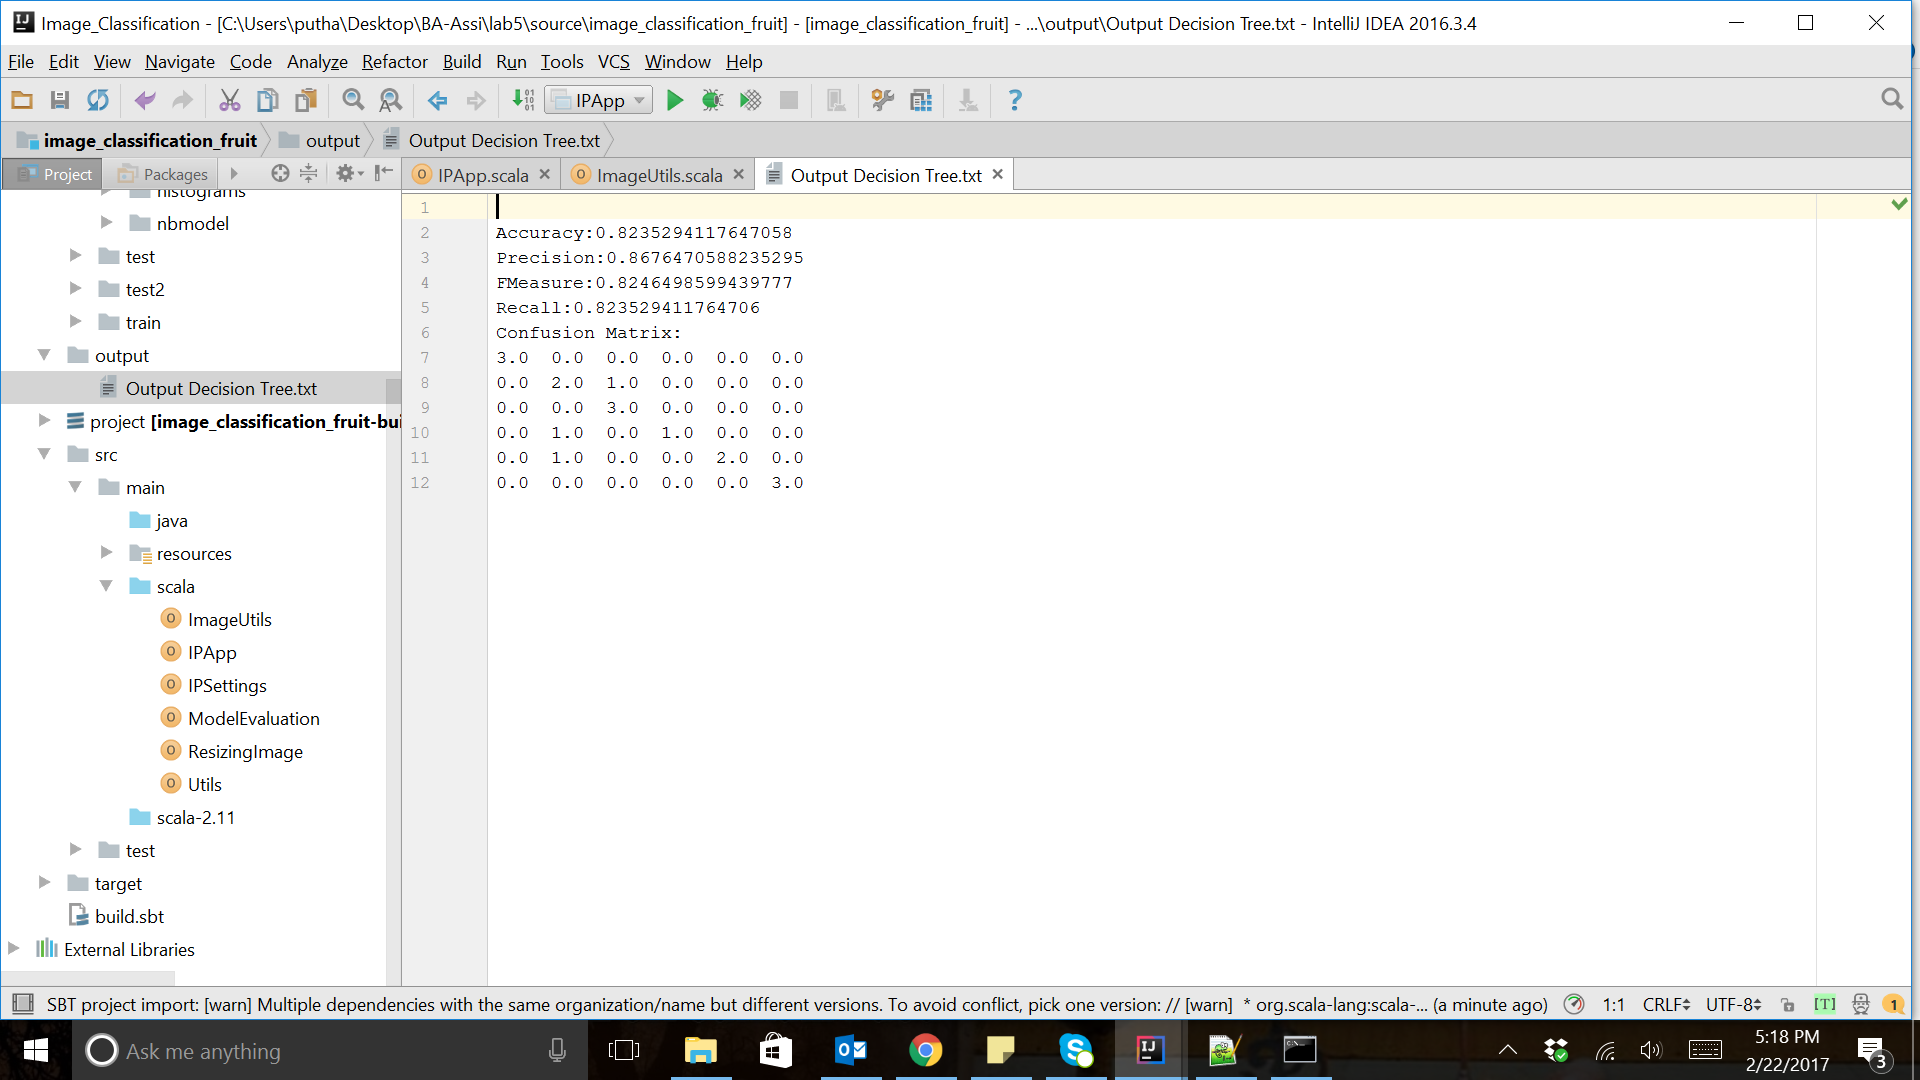 Image_Classification - [C:\Users\putha\Desktop\BA-Assi\lab5\source\image_classification_fruit] - [image_classification_fruit] - ...\output\Output Decision Tree.txt - IntelliJ IDEA 2016.3.4
File Edit View Navigate Code Analyze Refactor Build Run Tools VCS Window Help
IPApp
image_classification_fruit output Output Decision Tree.txt
Project Packages IPApp.scala ImageUtils.scala Output Decision Tree.txt
histograms
nbmodel
test
test2
train
output
Output Decision Tree.txt
project [image_classification_fruit-bui
src
main
java
resources
scala
ImageUtils
IPApp
IPSettings
ModelEvaluation
ResizingImage
Utils
scala-2.11
test
target
build.sbt
External Libraries
1
2 Accuracy:0.8235294117647058
3 Precision:0.8676470588235295
4 FMeasure:0.8246498599439777
5 Recall:0.823529411764706
6 Confusion Matrix:
7 3.0 0.0 0.0 0.0 0.0 0.0
8 0.0 2.0 1.0 0.0 0.0 0.0
9 0.0 0.0 3.0 0.0 0.0 0.0
10 0.0 1.0 0.0 1.0 0.0 0.0
11 0.0 1.0 0.0 0.0 2.0 0.0
12 0.0 0.0 0.0 0.0 0.0 3.0
SBT project import: [warn] Multiple dependencies with the same organization/name but different versions. To avoid conflict, pick one version: // [warn] * org.scala-lang:scala-... (a minute ago) 1:1 CRLF UTF-8 [T] 1
Ask me anything
5:18 PM
2/22/2017
3